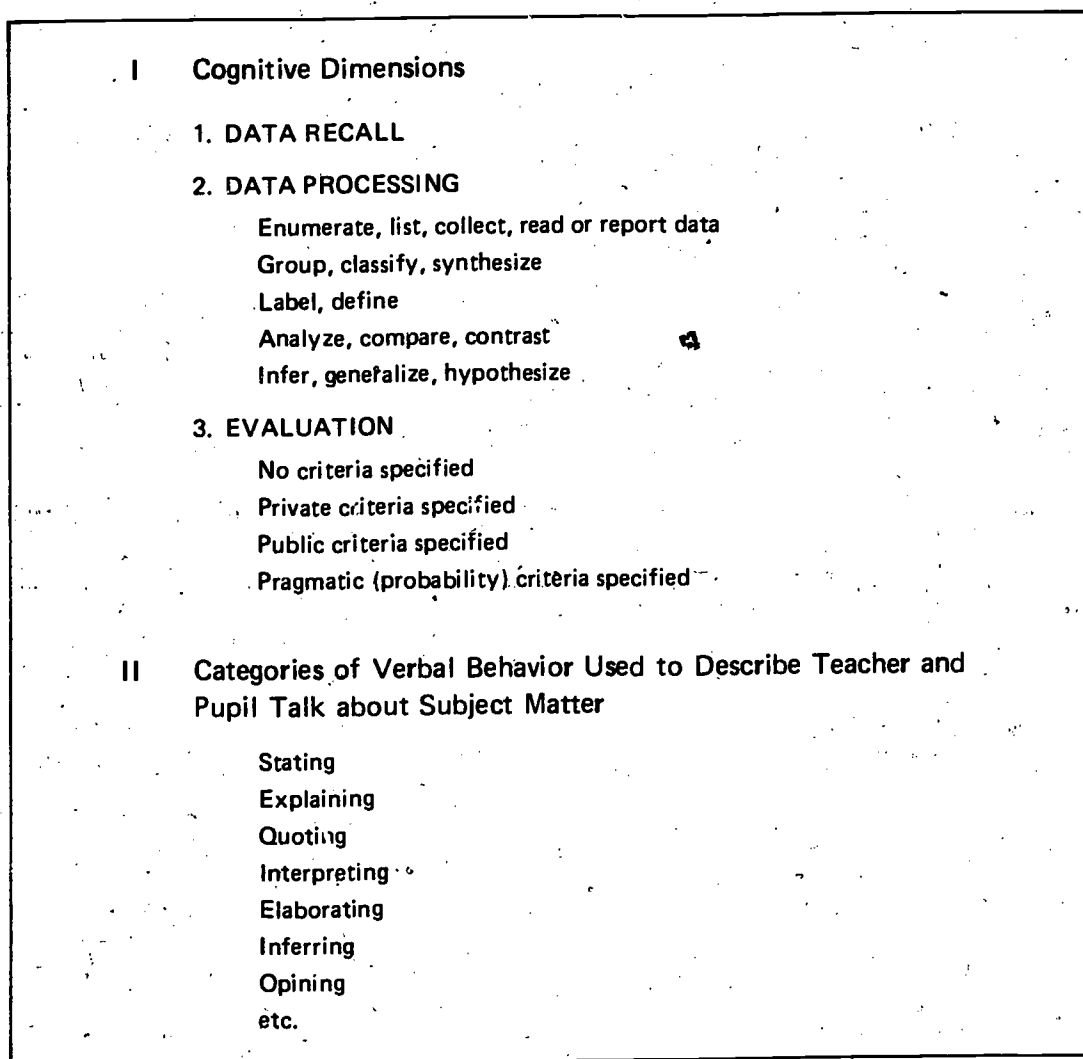 I Cognitive Dimensions
1. DATA RECALL
2. DATA PROCESSING
Enumerate, list, collect, read or report data
Group, classify, synthesize
Label, define
Analyze, compare, contrast
Infer, generalize, hypothesize
3. EVALUATION
No criteria specified
Private criteria specified
Public criteria specified
Pragmatic (probability) criteria specified
II Categories of Verbal Behavior Used to Describe Teacher and
Pupil Talk about Subject Matter
Stating
Explaining
Quoting
Interpreting
Elaborating
Inferring
Opining
etc.